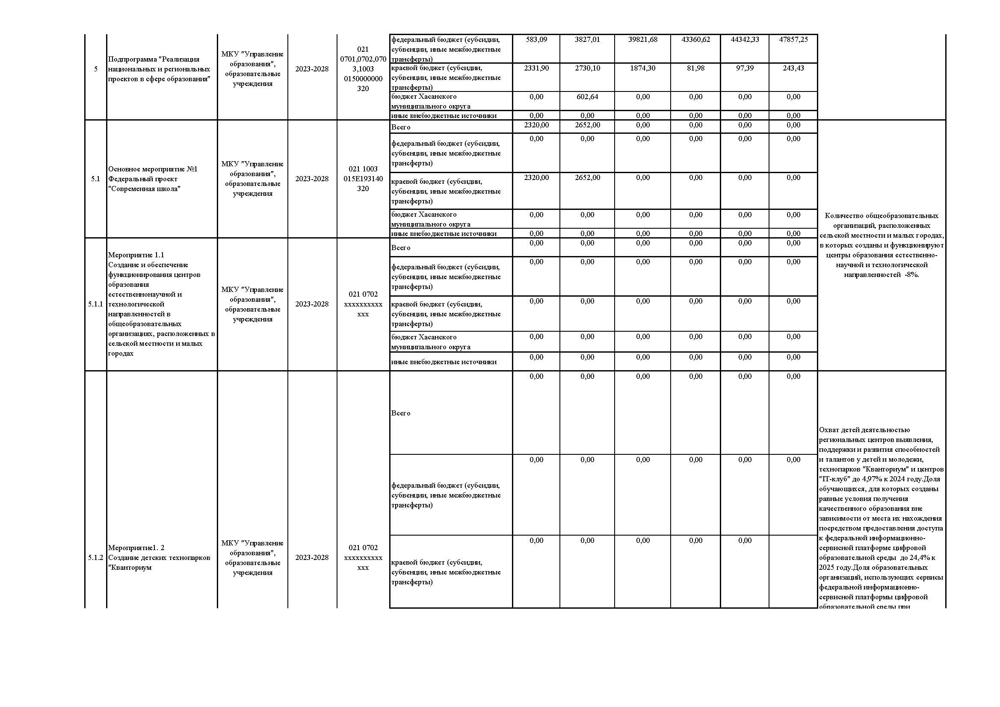 5
Подпрограмма "Реализация
национальных и региональных
проектов в сфере образования"
МКУ "Управление
образования",
образовательные
учреждения
2023-2028
021
0701,0702,070
3,1003
0150000000
320
федеральный бюджет (субсидии,
субвенции, иные межбюджетные
трансферты)
583,09 3827,01 39821,68 43360,62 44342,33 47857,25
краевой бюджет (субсидии,
субвенции, иные межбюджетные
трансферты)
2331,90 2730,10 1874,30 81,98 97,39 243,43
бюджет Хасанского
муниципального округа
0,00 602,64 0,00 0,00 0,00 0,00
иные внебюджетные источники 0,00 0,00 0,00 0,00 0,00 0,00
5.1
Основное мероприятие №1
Федеральный проект
"Современная школа"
МКУ "Управление
образования",
образовательные
учреждения
2023-2028
021 1003
015E193140
320
Всего 2320,00 2652,00 0,00 0,00 0,00 0,00
федеральный бюджет (субсидии,
субвенции, иные межбюджетные
трансферты)
0,00 0,00 0,00 0,00 0,00 0,00
краевой бюджет (субсидии,
субвенции, иные межбюджетные
трансферты)
2320,00 2652,00 0,00 0,00 0,00 0,00
бюджет Хасанского
муниципального округа
0,00 0,00 0,00 0,00 0,00 0,00
иные внебюджетные источники 0,00 0,00 0,00 0,00 0,00 0,00
Количество общеобразовательных
организаций, расположенных
сельской местности и малых городах,
в которых созданы и функционируют
центры образования естественно-
научной и технологической
направленностей -8%.
5.1.1
Мероприятие 1.1
Создание и обеспечение
функционирования центров
образования
естественнонаучной и
технологической
направленностей в
общеобразовательных
организациях, расположенных в
сельской местности и малых
городах
МКУ "Управление
образования",
образовательные
учреждения
2023-2028
021 0702
xxxxxxxxxx
xxx
Всего 0,00 0,00 0,00 0,00 0,00 0,00
федеральный бюджет (субсидии,
субвенции, иные межбюджетные
трансферты)
0,00 0,00 0,00 0,00 0,00 0,00
краевой бюджет (субсидии,
субвенции, иные межбюджетные
трансферты)
0,00 0,00 0,00 0,00 0,00 0,00
бюджет Хасанского
муниципального округа
0,00 0,00 0,00 0,00 0,00 0,00
иные внебюджетные источники 0,00 0,00 0,00 0,00 0,00 0,00
5.1.2
Мероприятие1. 2
Создание детских технопарков
"Кванториум
МКУ "Управление
образования",
образовательные
учреждения
2023-2028
021 0702
xxxxxxxxxx
xxx
Всего 0,00 0,00 0,00 0,00 0,00 0,00
федеральный бюджет (субсидии,
субвенции, иные межбюджетные
трансферты)
0,00 0,00 0,00 0,00 0,00 0,00
краевой бюджет (субсидии,
субвенции, иные межбюджетные
трансферты)
0,00 0,00 0,00 0,00 0,00
Охват детей деятельностью
региональных центров выявления,
поддержки и развития способностей
и талантов у детей и молодежи,
технопарков "Кванториум" и центров
"IT-клуб" до 4,97% к 2024 году.Доля
обучающихся, для которых созданы
равные условия получения
качественного образования вне
зависимости от места их нахождения
посредством предоставления доступа
к федеральной информационно-
сервисной платформе цифровой
образовательной среды до 24,4% к
2025 году.Доля образовательных
организаций, использующих сервисы
федеральной информационно-
сервисной платформы цифровой
образовательной среды при